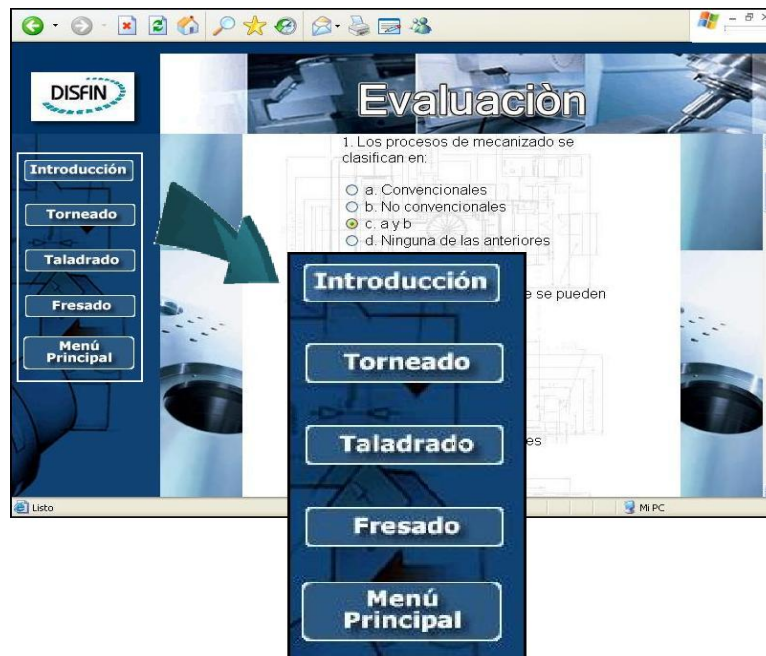 DISFIN
Evaluaciòn
Introducción
Torneado
Taladrado
Fresado
Menú
Principal
1. Los procesos de mecanizado se
clasifican en:
a. Convencionales
b. No convencionales
c. a y b
d. Ninguna de las anteriores
e se pueden
es
Introducción
Torneado
Taladrado
Fresado
Menú
Principal
Listo
Mi PC